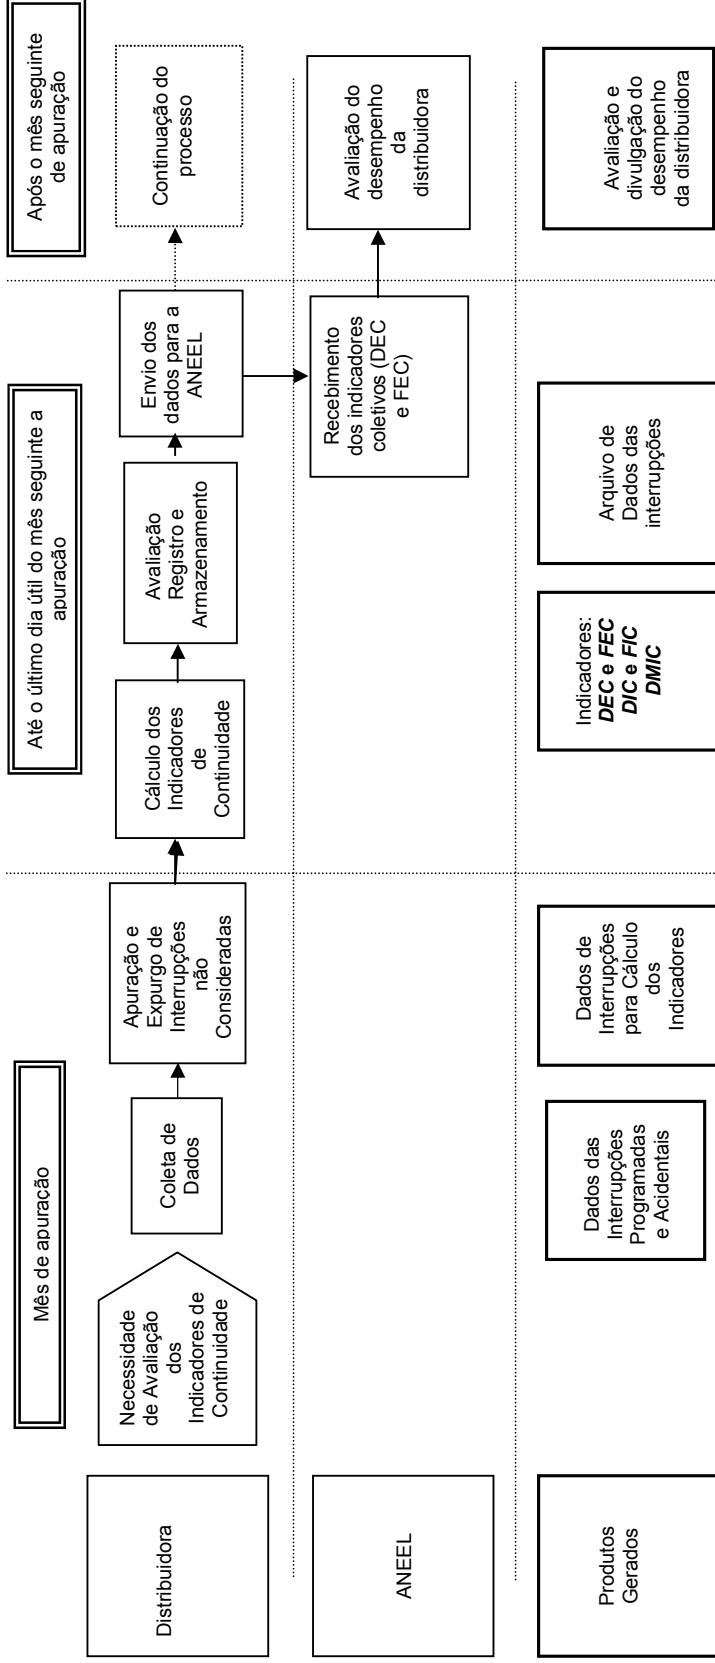 Mês de apuração
Até o último dia útil do mês seguinte a
apuração
Após o mês seguinte
de apuração
Distribuidora
Necessidade
de Avaliação
dos
Indicadores de
Continuidade
Coleta de
Dados
Apuração e
Expurgo de
Interrupções
não
Consideradas
Cálculo dos
Indicadores
de
Continuidade
Avaliação
Registro e
Armazenamento
Envio dos
dados para a
ANEEL
Continuação do
processo
ANEEL
Recebimento
dos indicadores
coletivos (DEC
e FEC)
Avaliação do
desempenho
da
distribuidora
Produtos
Gerados
Dados das
Interrupções
Programadas
e Acidentais
Dados de
Interrupções
para Cálculo
dos
Indicadores
Indicadores:
DEC e FEC
DIC e FIC
DMIC
Arquivo de
Dados das
interrupções
Avaliação e
divulgação do
desempenho
da distribuidora